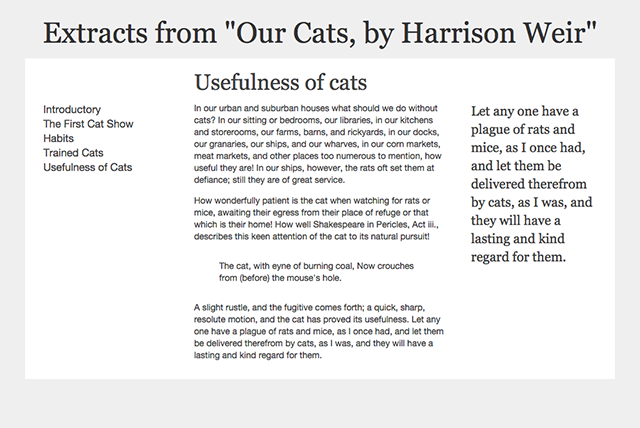 Extracts from "Our Cats, by Harrison Weir"
Introductory
The First Cat Show
Habits
Trained Cats
Usefulness of Cats
Usefulness of cats
In our urban and suburban houses what should we do without
cats? In our sitting or bedrooms, our libraries, in our kitchens
and storerooms, our farms, barns, and rickyards, in our docks,
our granaries, our ships, and our wharves, in our corn markets,
meat markets, and other places too numerous to mention, how
useful they are! In our ships, however, the rats oft set them at
defiance; still they are of great service.
How wonderfully patient is the cat when watching for rats or
mice, awaiting their egress from their place of refuge or that
which is their home! How well Shakespeare in Pericles, Act iii.,
describes this keen attention of the cat to its natural pursuit!
The cat, with eyne of burning coal, Now crouches
from (before) the mouse's hole.
A slight rustle, and the fugitive comes forth; a quick, sharp,
resolute motion, and the cat has proved its usefulness. Let any
one have a plague of rats and mice, as I once had, and let them
be delivered therefrom by cats, as I was, and they will have a
lasting and kind regard for them.
Let any one have a
plague of rats and
mice, as I once had,
and let them be
delivered therefrom
by cats, as I was, and
they will have a
lasting and kind
regard for them.